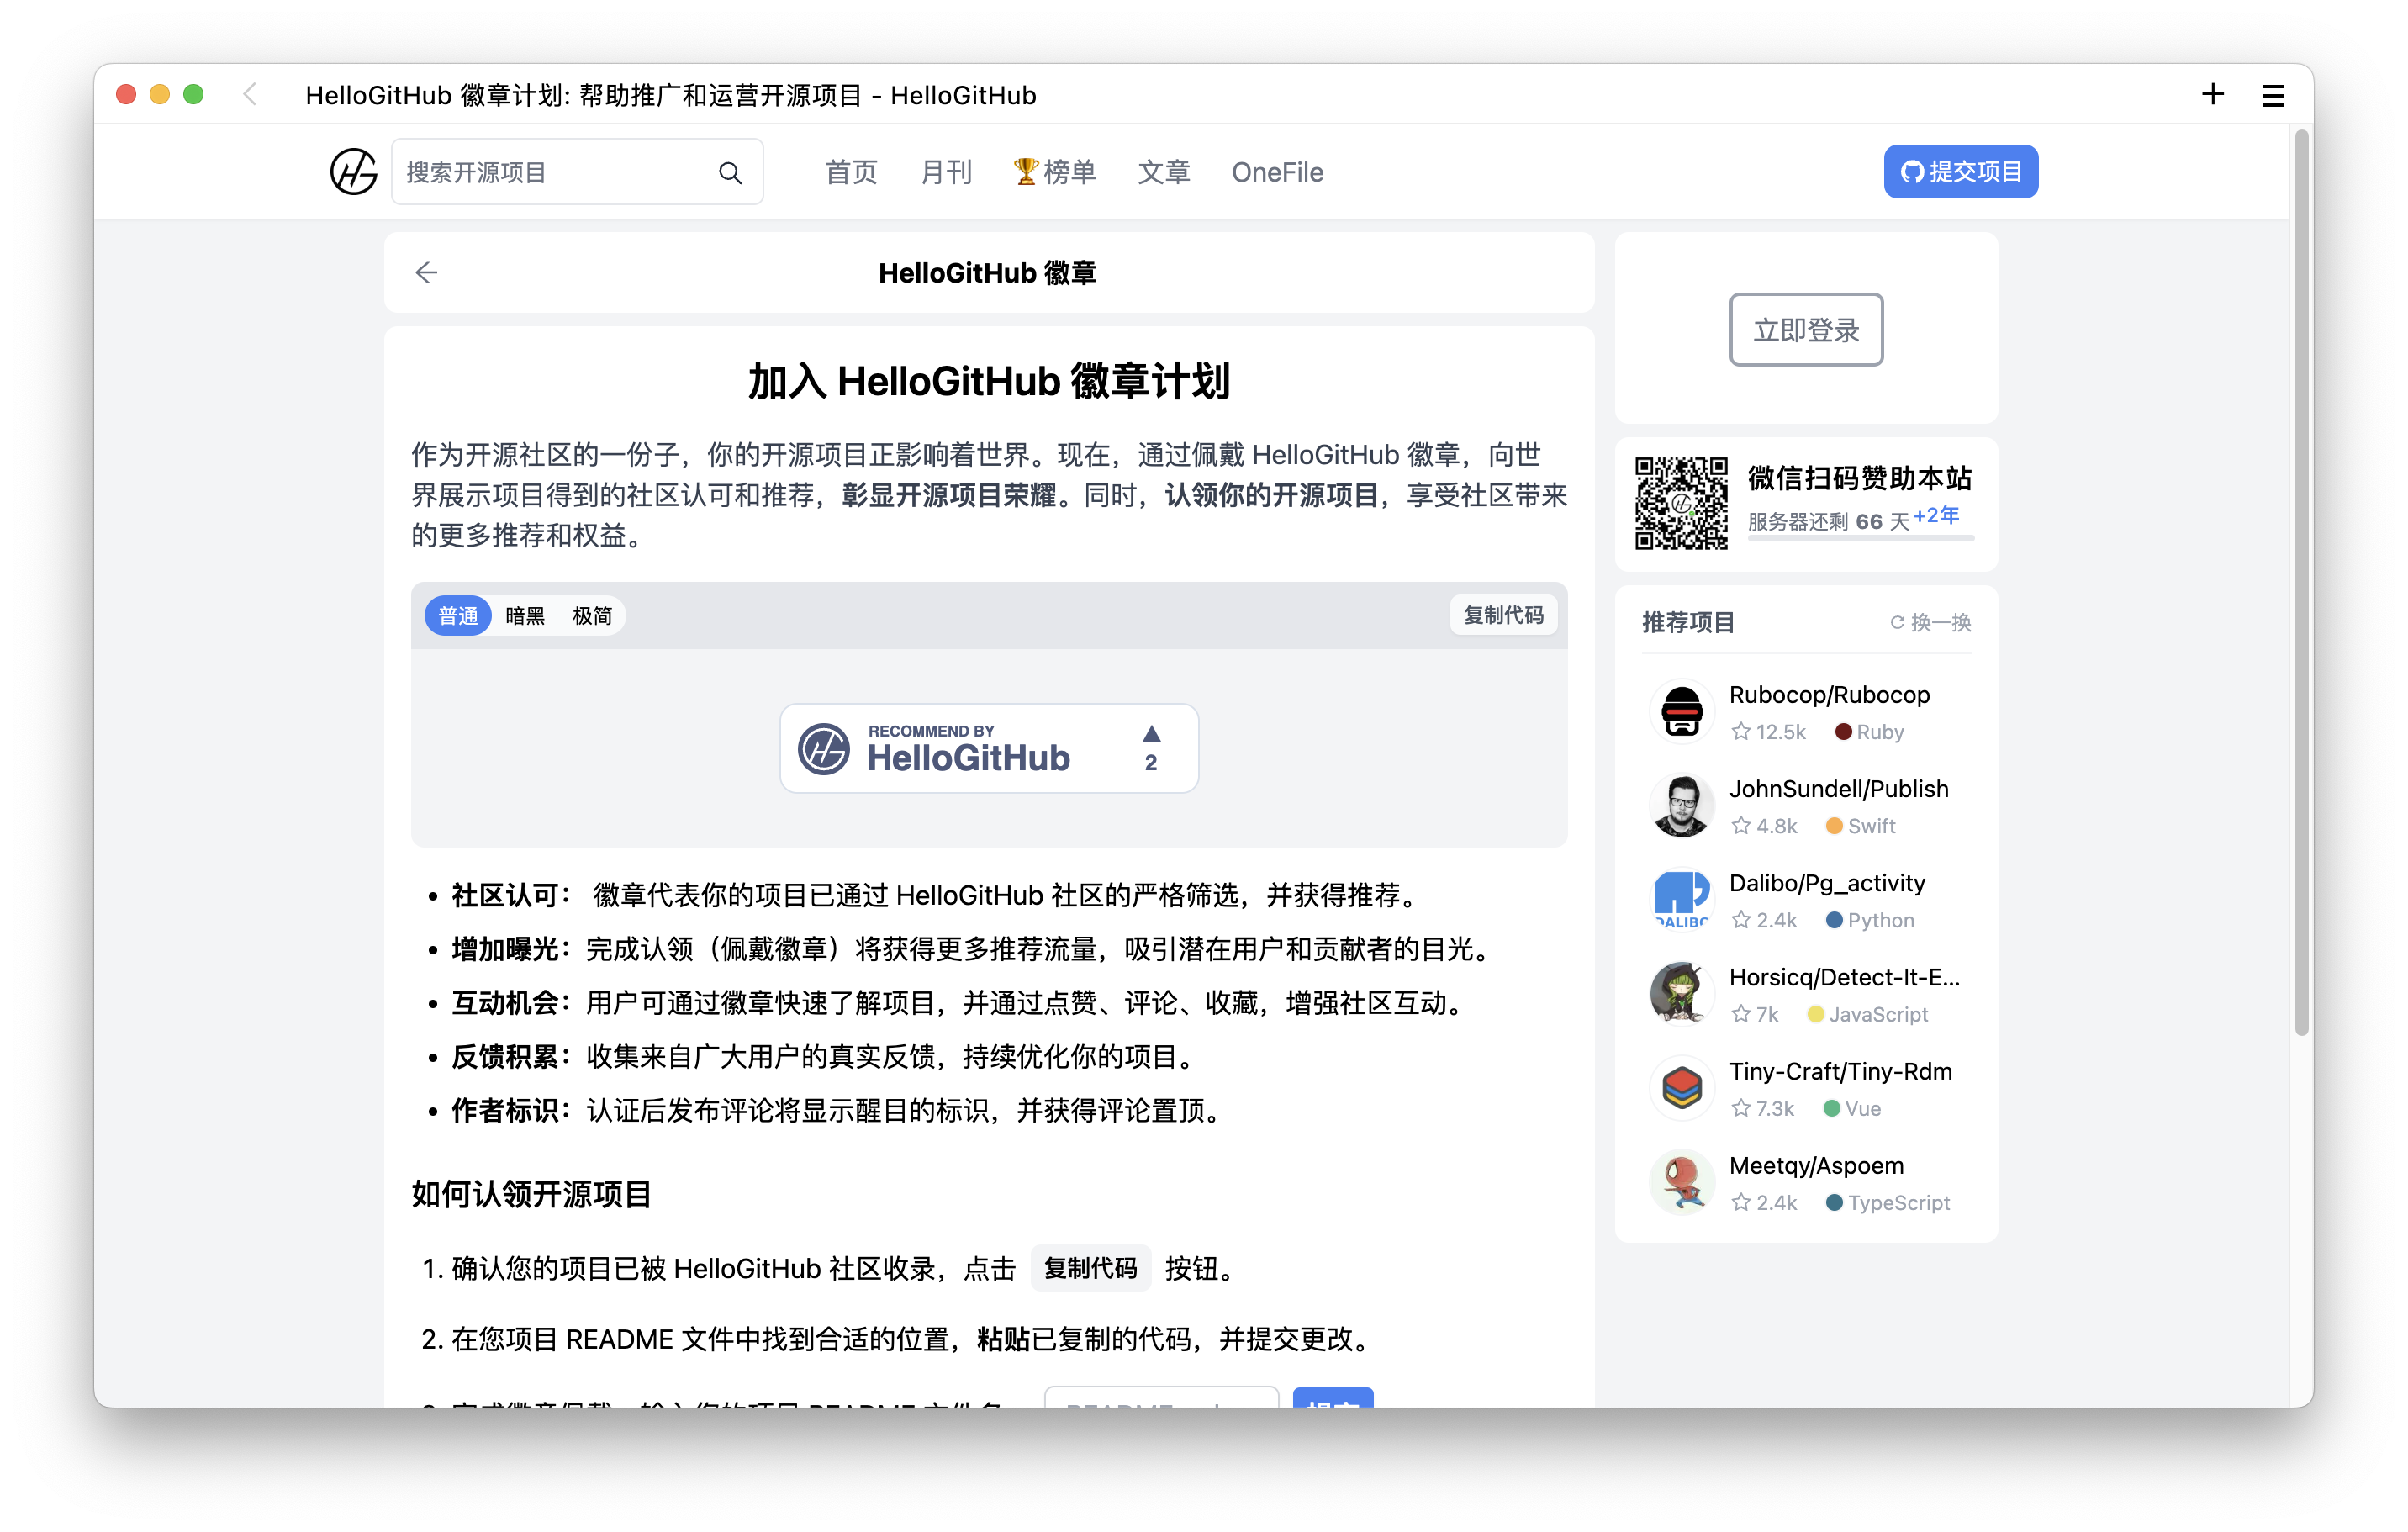 HelloGitHub 徽章计划: 帮助推广和运营开源项目 - HelloGitHub
搜索开源项目
首页 月刊 🏆榜单 文章 OneFile
提交项目
HelloGitHub 徽章
加入 HelloGitHub 徽章计划
作为开源社区的一份子，你的开源项目正影响着世界。现在，通过佩戴 HelloGitHub 徽章，向世
界展示项目得到的社区认可和推荐，彰显开源项目荣耀。同时，认领你的开源项目，享受社区带来
的更多推荐和权益。
普通 暗黑 极简
复制代码
RECOMMEND BY
HelloGitHub
2
• 社区认可： 徽章代表你的项目已通过 HelloGitHub 社区的严格筛选，并获得推荐。
• 增加曝光：完成认领（佩戴徽章）将获得更多推荐流量，吸引潜在用户和贡献者的目光。
• 互动机会：用户可通过徽章快速了解项目，并通过点赞、评论、收藏，增强社区互动。
• 反馈积累：收集来自广大用户的真实反馈，持续优化你的项目。
• 作者标识：认证后发布评论将显示醒目的标识，并获得评论置顶。
如何认领开源项目
1. 确认您的项目已被 HelloGitHub 社区收录，点击 复制代码 按钮。
2. 在您项目 README 文件中找到合适的位置，粘贴已复制的代码，并提交更改。
立即登录
微信扫码赞助本站
服务器还剩 66 天 +2年
推荐项目
换一换
Rubocop/Rubocop
12.5k Ruby
JohnSundell/Publish
4.8k Swift
DALIBO
Dalibo/Pg_activity
2.4k Python
Horsicq/Detect-It-E...
7k JavaScript
Tiny-Craft/Tiny-Rdm
7.3k Vue
Meetqy/Aspoem
2.4k TypeScript